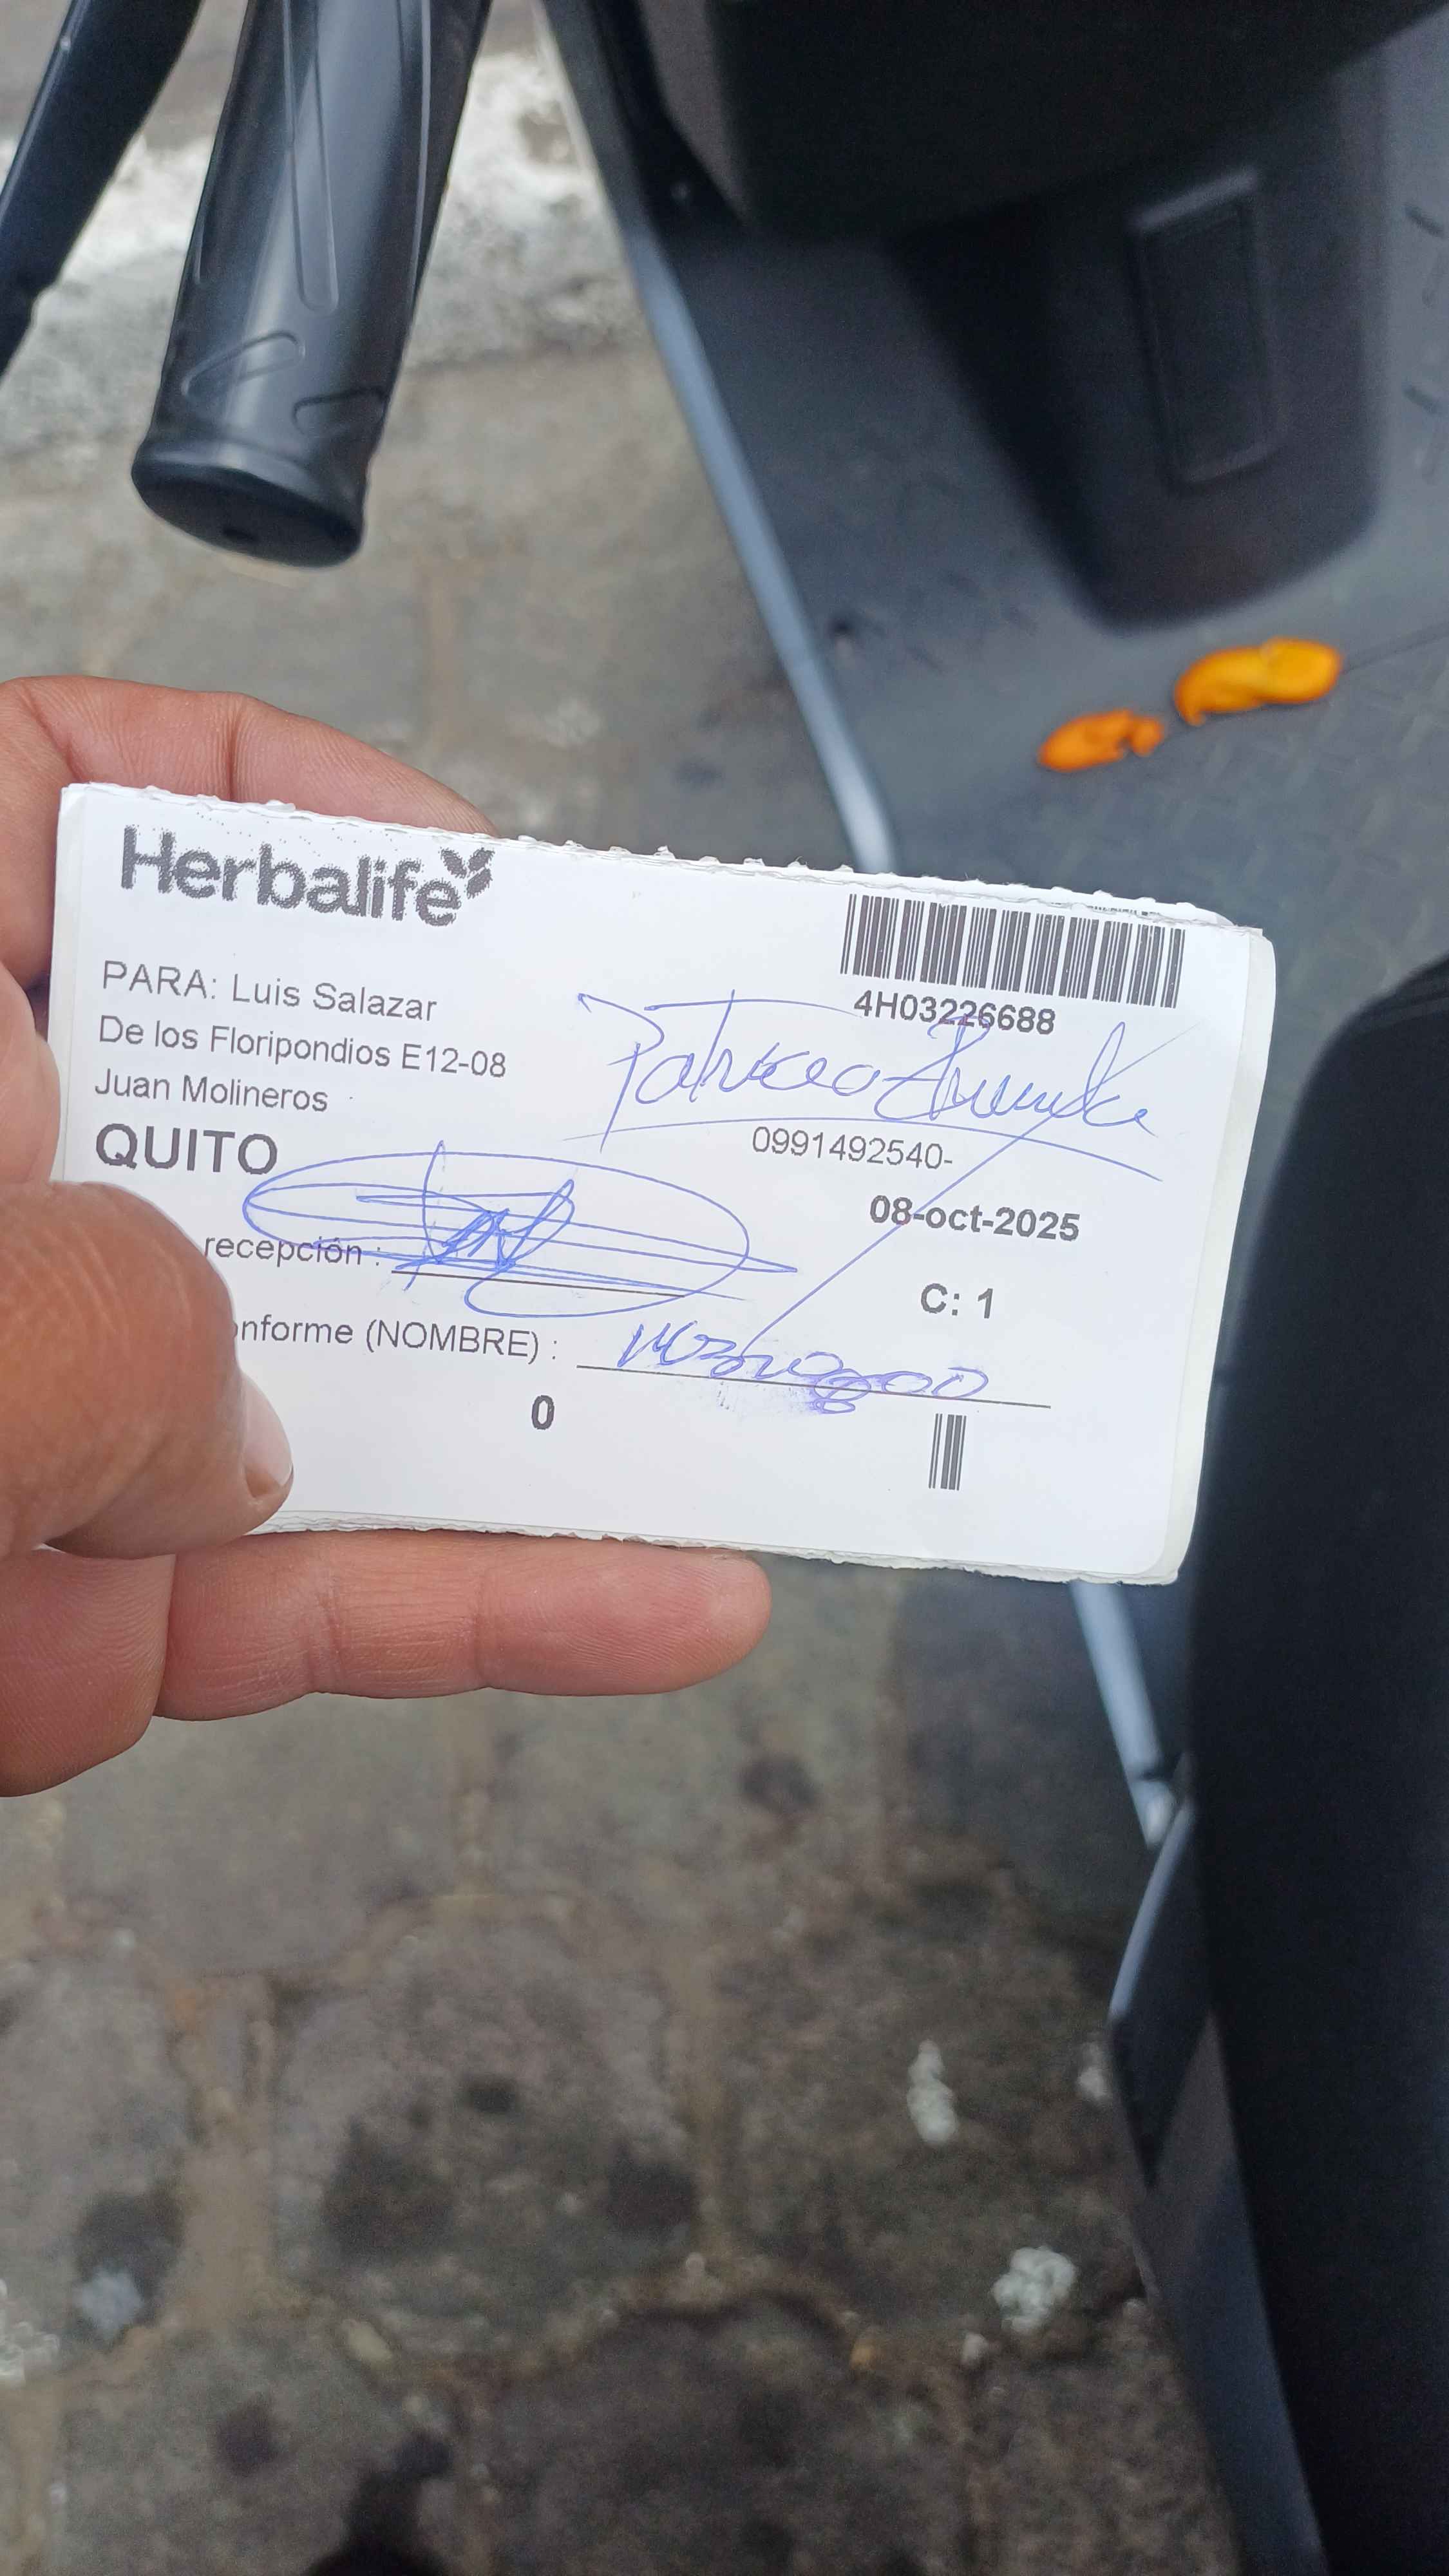 Herbalife
4H03226688
PARA: Luis Salazar
De los Floripondios E12-08
Juan Molineros
0991492540-
QUITO
08-oct-2025
recepción :
C: 1
onforme (NOMBRE) :
0